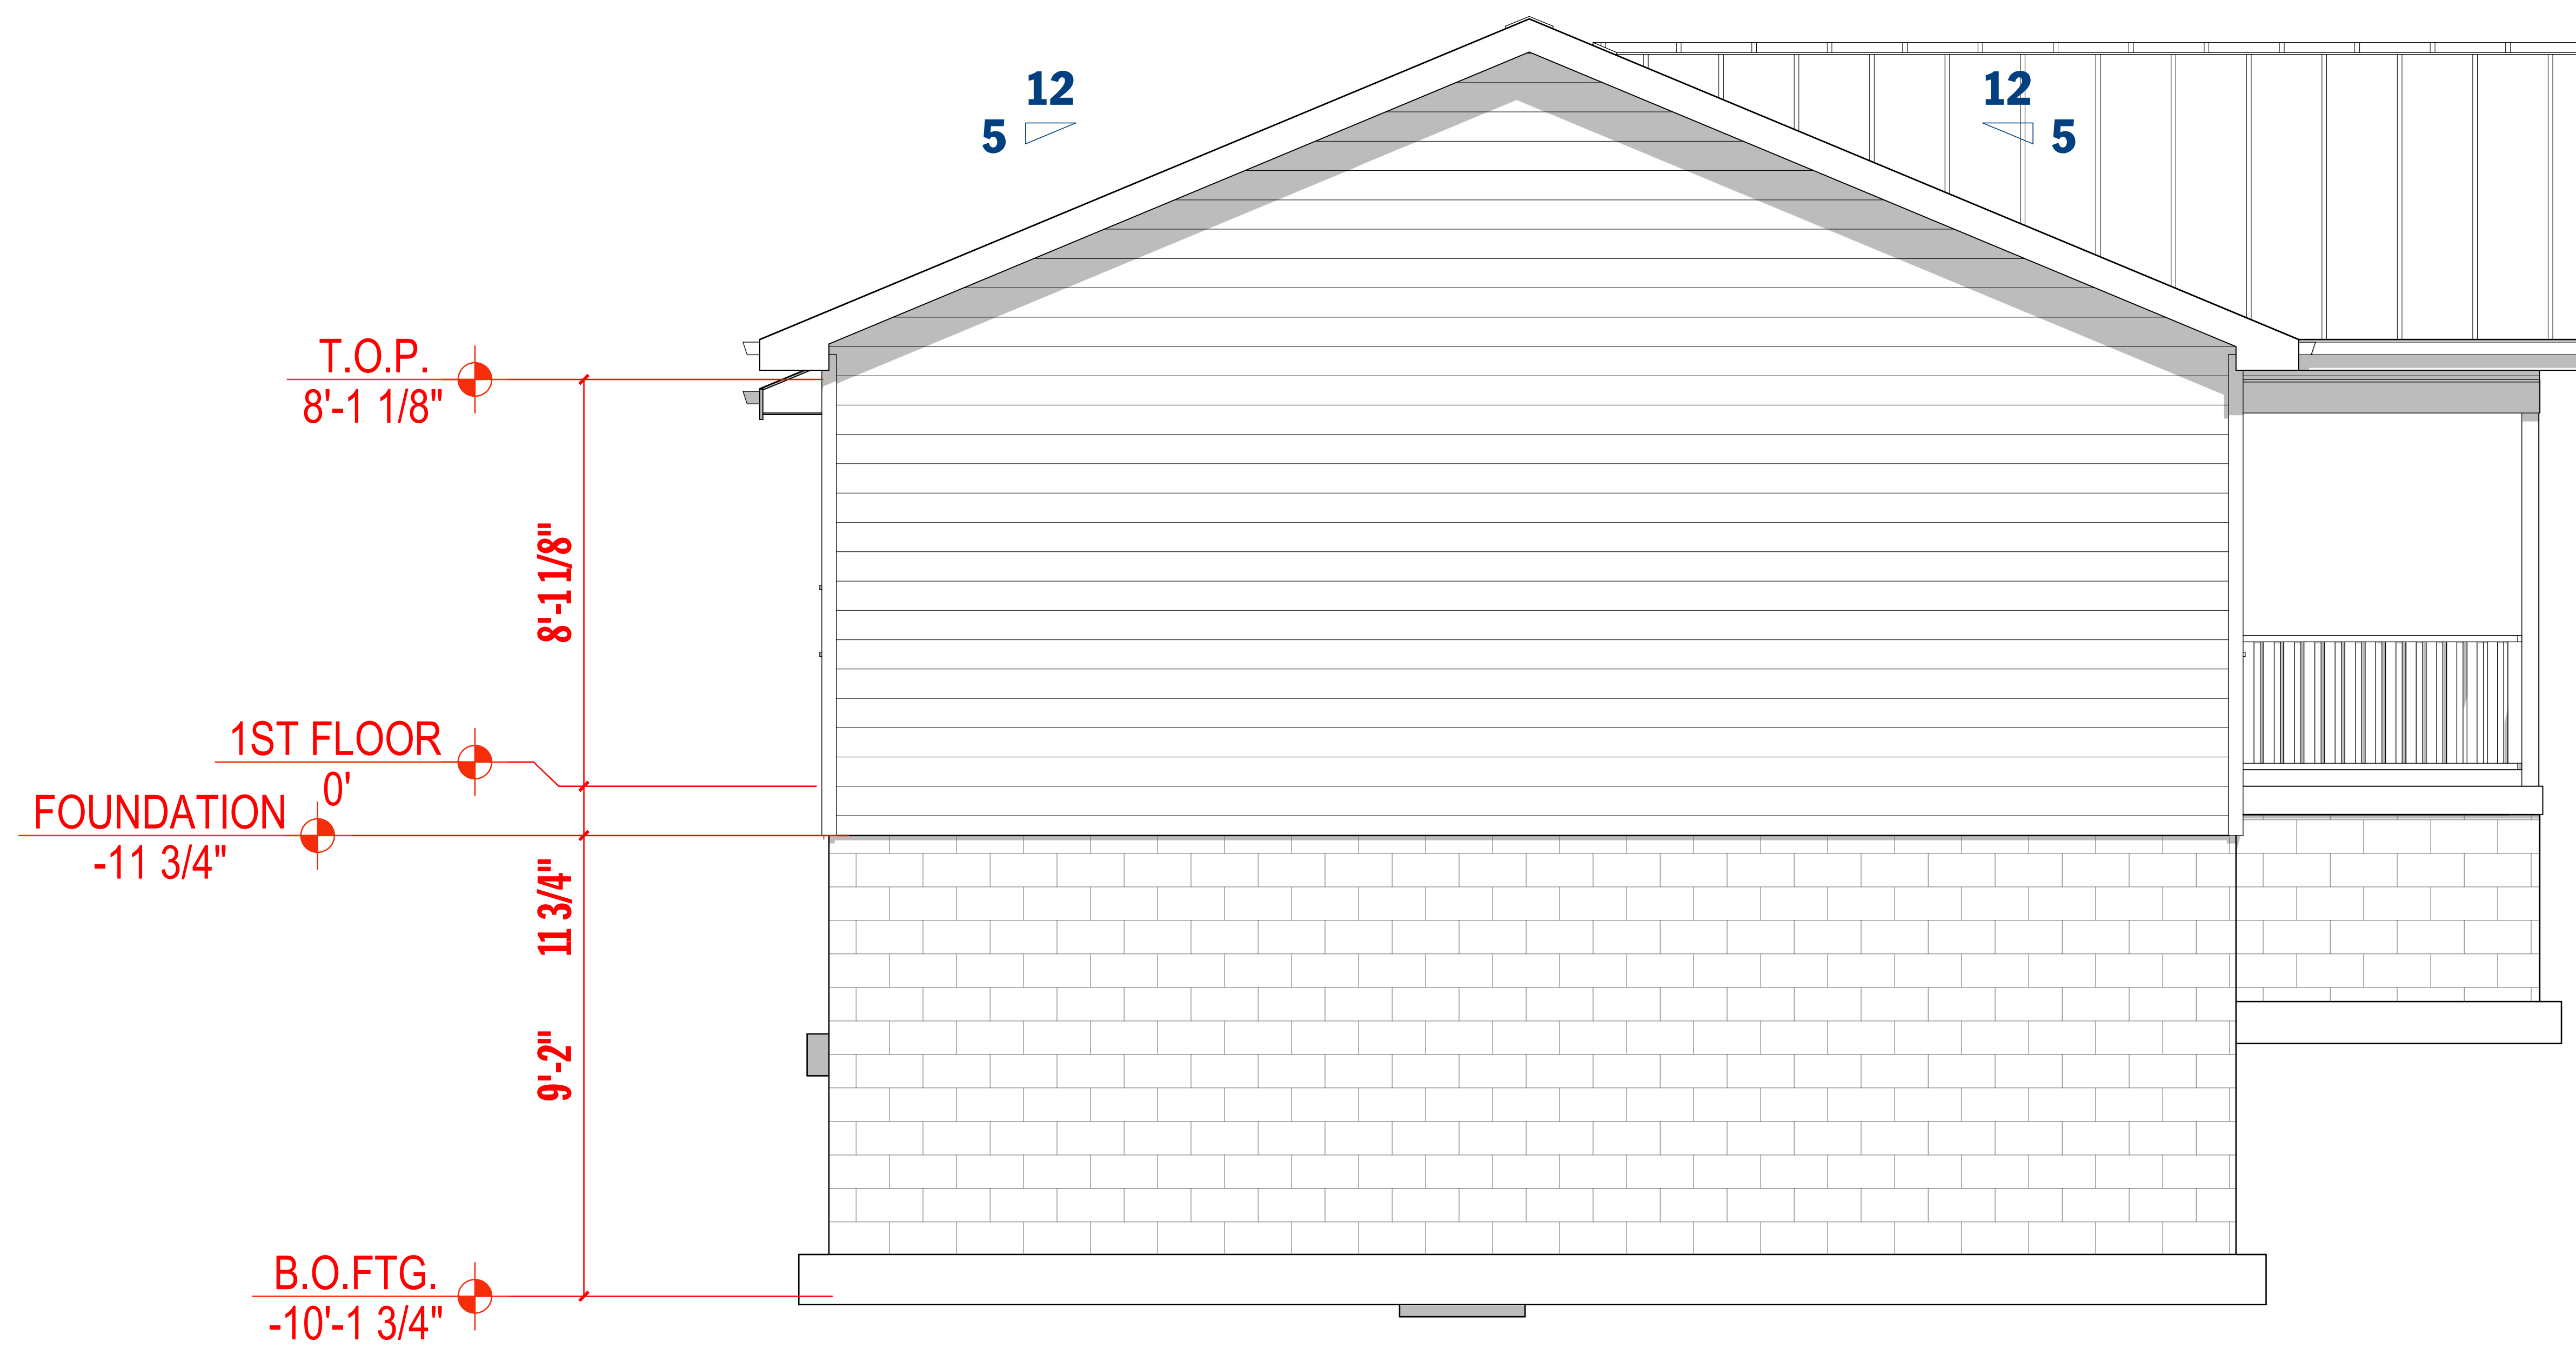 12
5
12
5
T.O.P.
8'-1 1/8"
8'-1 1/8"
1ST FLOOR
0'
FOUNDATION
-11 3/4"
11 3/4"
9'-2"
B.O.FTG.
-10'-1 3/4"